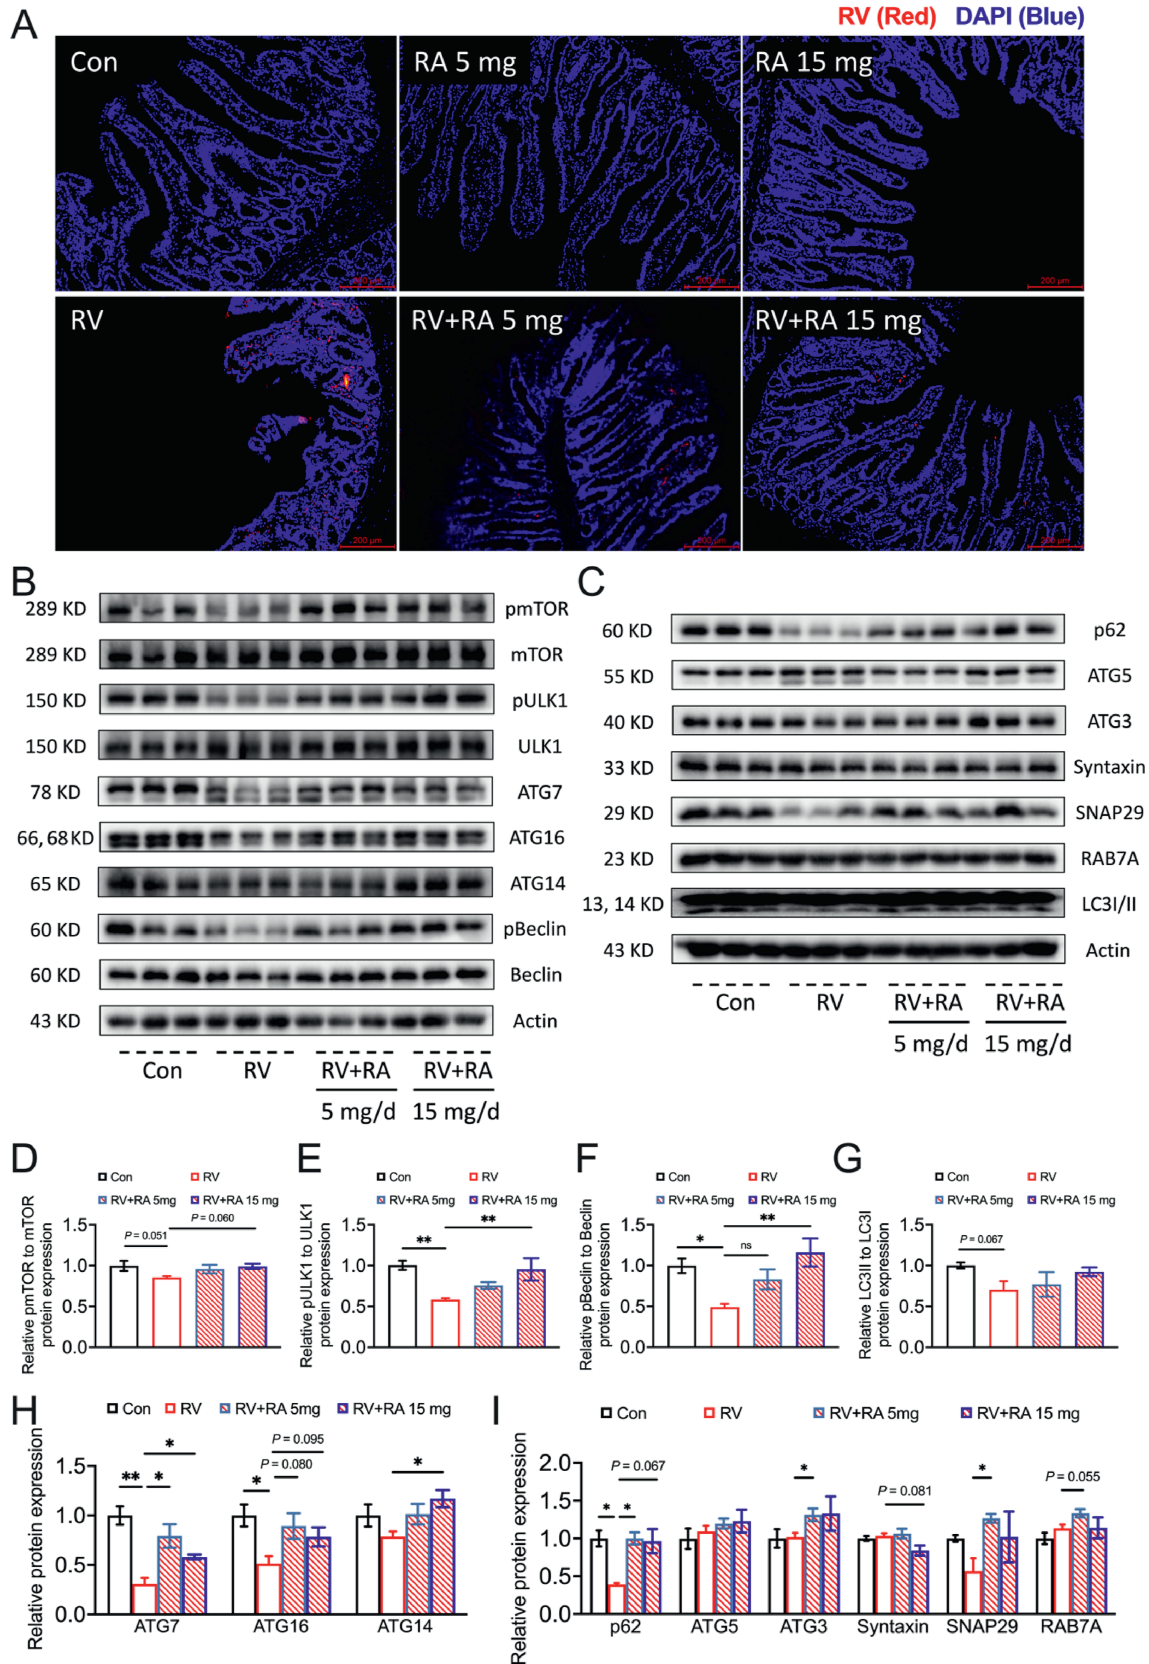 A
RV (Red) DAPI (Blue)
Con
RA 5 mg
RA 15 mg
200 μm
200 μm
200 μm
RV
RV+RA 5 mg
RV+RA 15 mg
200 μm
200 μm
200 μm
B
289 KD pmTOR
289 KD mTOR
150 KD pULK1
150 KD ULK1
78 KD ATG7
66, 68KD ATG16
65 KD ATG14
60 KD pBeclin
60 KD Beclin
43 KD Actin
Con RV RV+RA RV+RA
5 mg/d 15 mg/d
C
60 KD p62
55 KD ATG5
40 KD ATG3
33 KD Syntaxin
29 KD SNAP29
23 KD RAB7A
13, 14 KD LC3I/II
43 KD Actin
Con RV RV+RA RV+RA
5 mg/d 15 mg/d
D
Con RV
RV+RA 5mg RV+RA 15 mg
Relative pmTOR to mTOR
protein expression
1.5
1.0
0.5
0.0
P = 0.051
P = 0.060
E
Con RV
RV+RA 5mg RV+RA 15 mg
Relative pULK1 to ULK1
protein expression
1.5
1.0
0.5
0.0
**
**
F
Con RV
RV+RA 5mg RV+RA 15 mg
Relative pBeclin to Beclin
protein expression
1.5
1.0
0.5
0.0
*
ns
**
G
Con RV
RV+RA 5mg RV+RA 15 mg
Relative LC3II to LC3I
protein expression
1.5
1.0
0.5
0.0
P = 0.067
H
Con RV RV+RA 5mg RV+RA 15 mg
Relative protein expression
1.5
1.0
0.5
0.0
** *
*
*
P = 0.080
P = 0.095
*
ATG7 ATG16 ATG14
I
Con RV RV+RA 5mg RV+RA 15 mg
Relative protein expression
2.0
1.5
1.0
0.5
0.0
* *
P = 0.067
*
P = 0.081
*
P = 0.055
p62 ATG5 ATG3 Syntaxin SNAP29 RAB7A